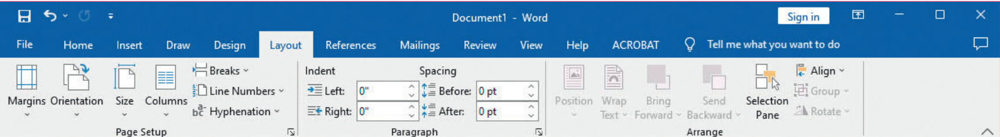 Document1 - Word
Sign in
File Home Insert Draw Design Layout References Mailings Review View Help ACROBAT Tell me what you want to do
Margins
Orientation
Size
Columns
Breaks
Line Numbers
Hyphenation
Page Setup
Indent
Left: 0"
Right: 0"
Spacing
Before: 0 pt
After: 0 pt
Paragraph
Position
Wrap
Text
Bring
Forward
Send
Backward
Selection
Pane
Align
Group
Rotate
Arrange